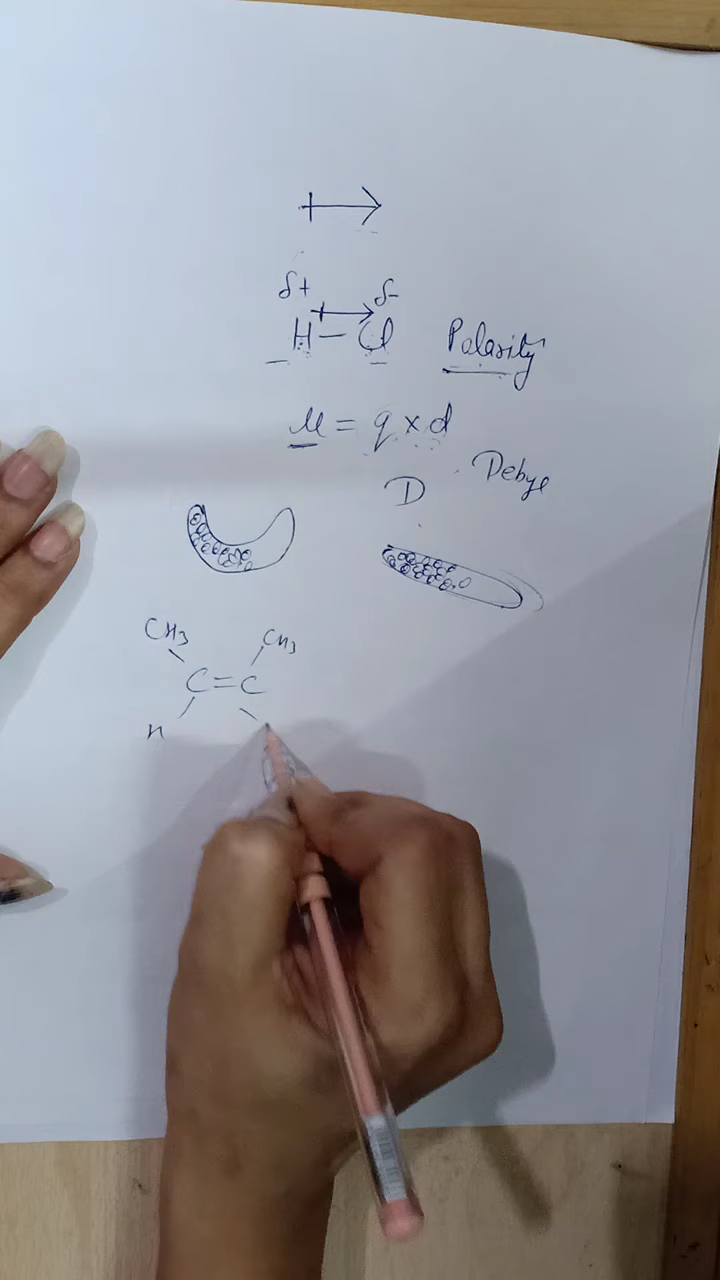 δ+ δ-
H - Cl
Polarity
μ = q × d
D Debye
CH3 CH3
C=C
H